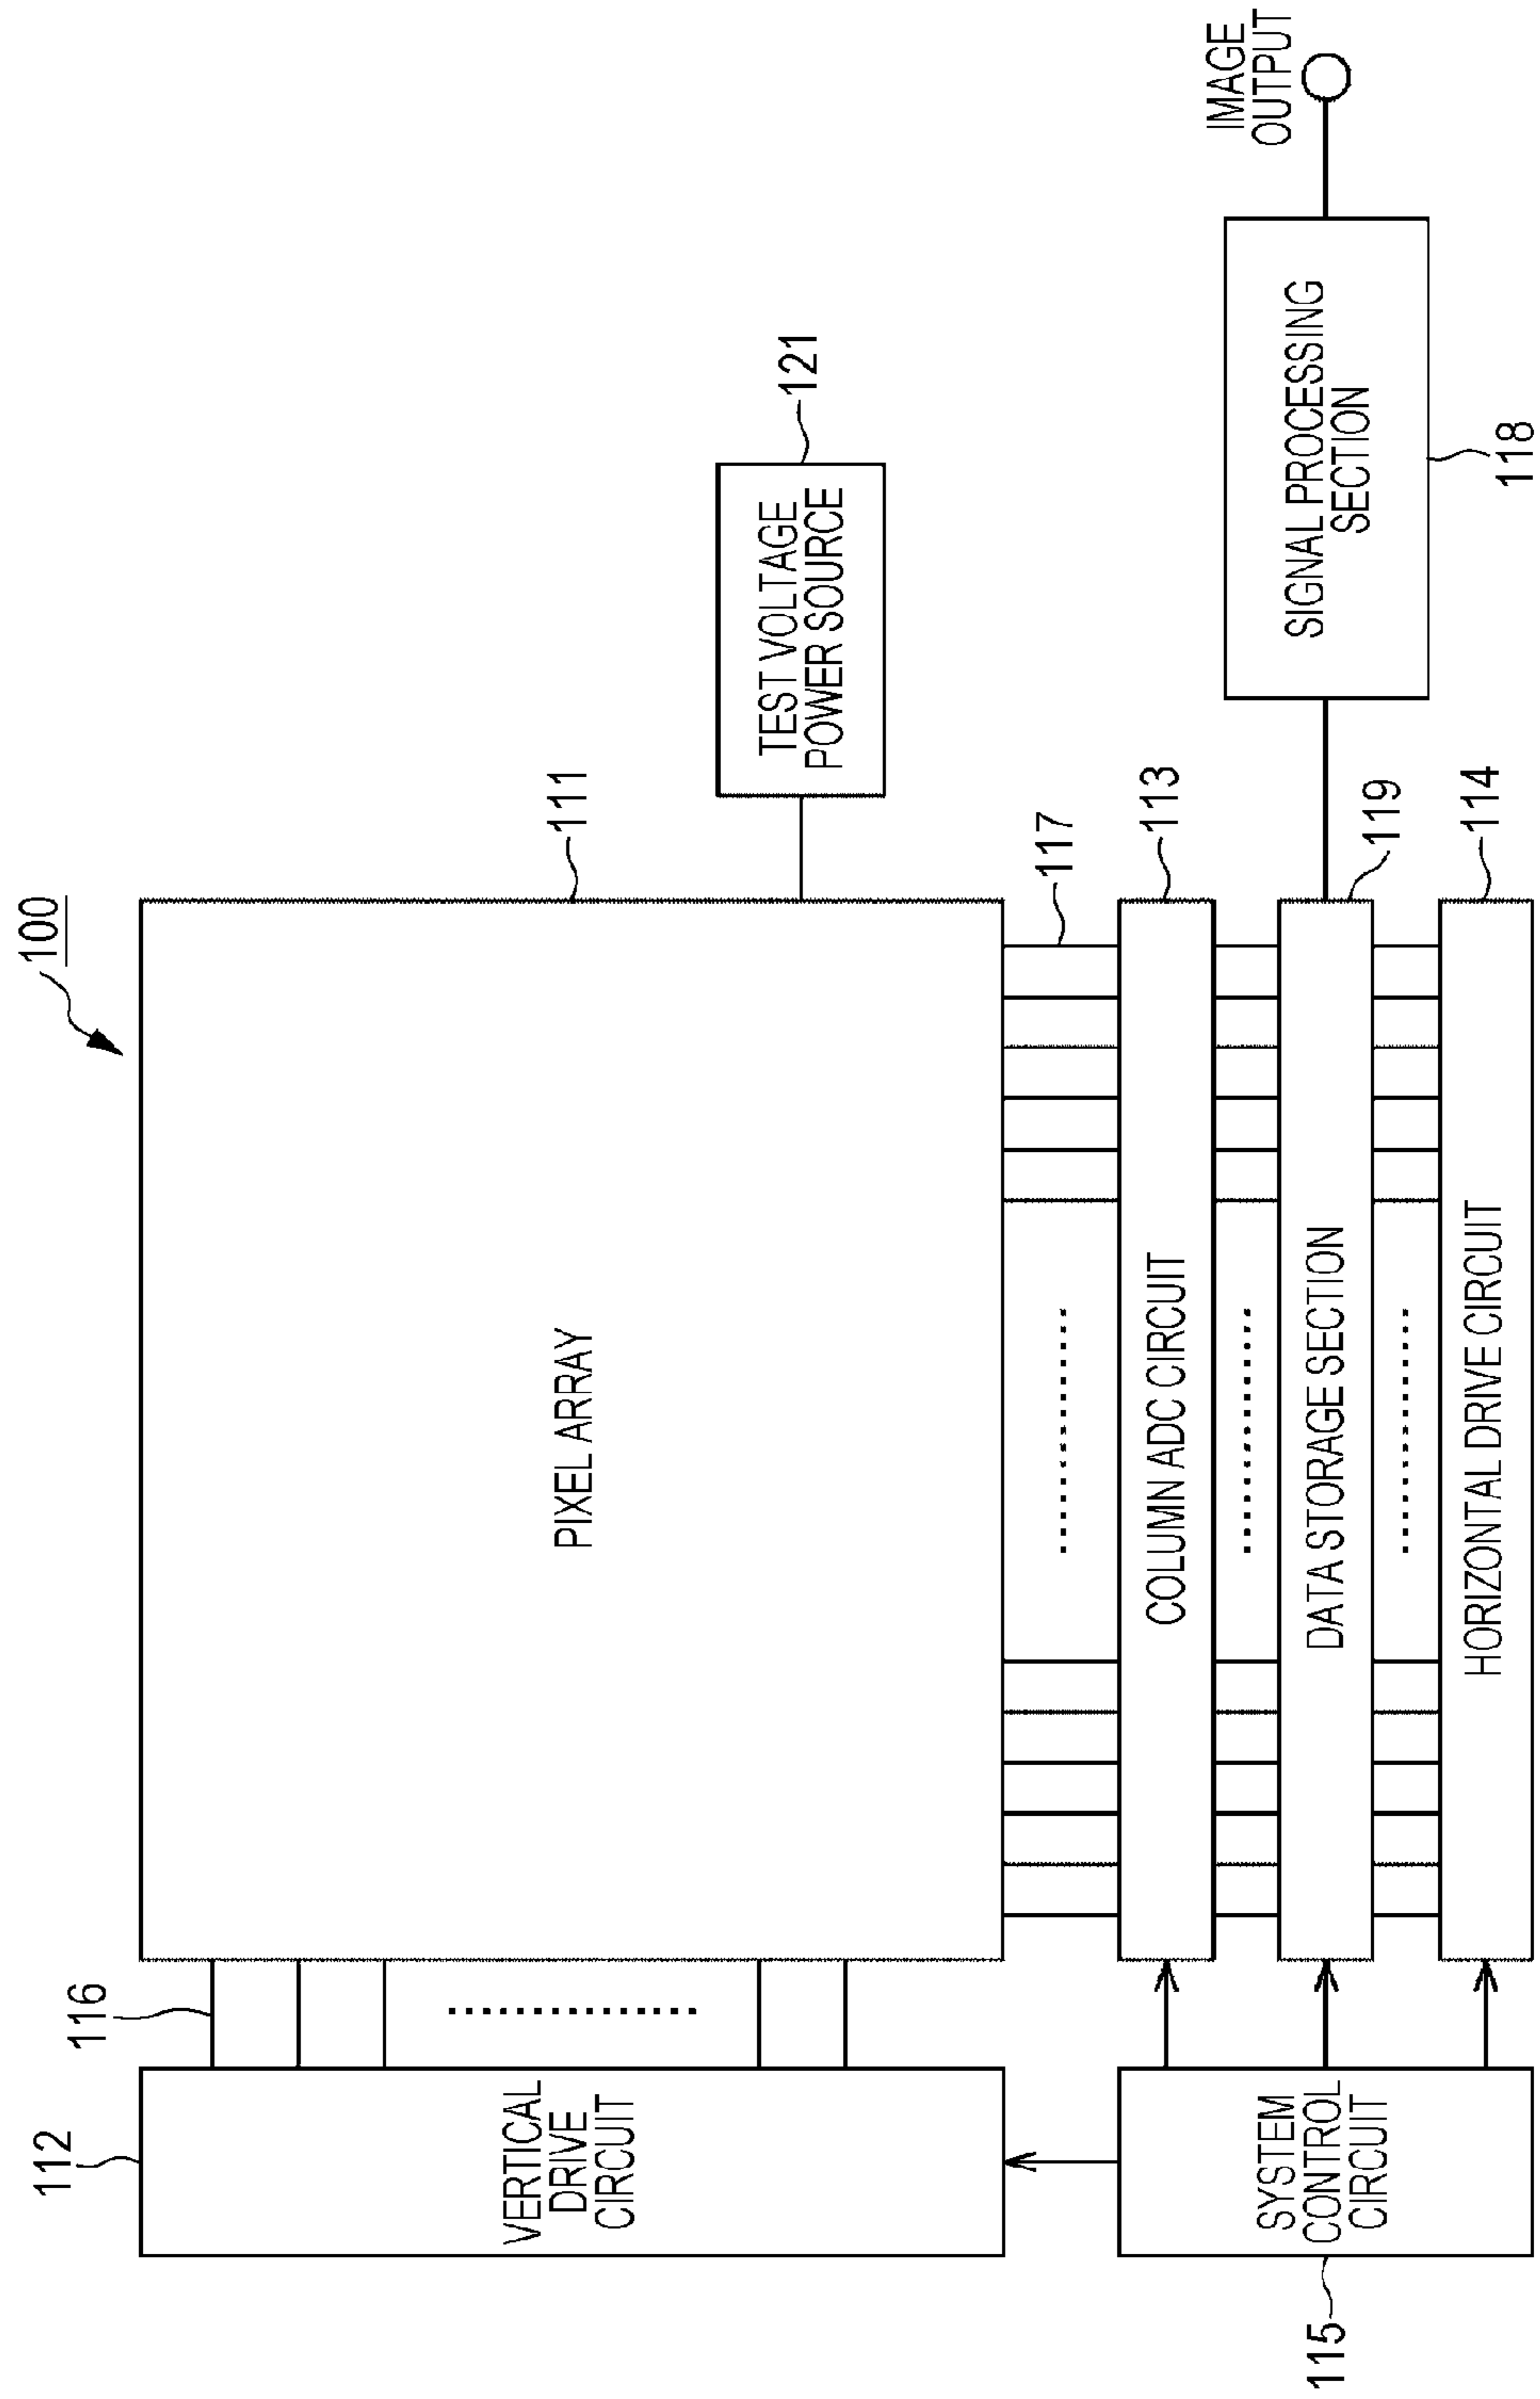 100
116
112
VERTICAL
DRIVE
CIRCUIT
PIXEL ARRAY
111
TEST VOLTAGE
POWER SOURCE
121
117
115
SYSTEM
CONTROL
CIRCUIT
COLUMN ADC CIRCUIT
113
DATA STORAGE SECTION
119
HORIZONTAL DRIVE CIRCUIT
114
SIGNAL PROCESSING
SECTION
118
IMAGE
OUTPUT